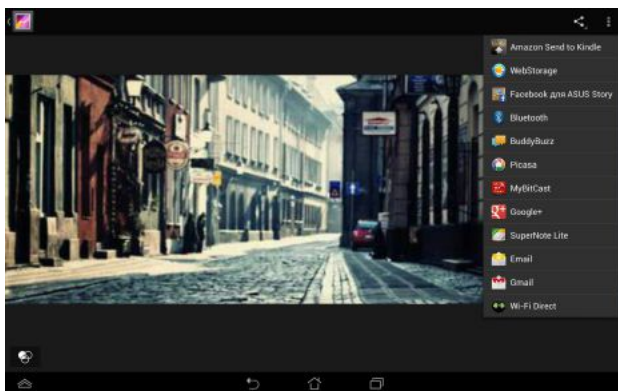 Amazon Send to Kindle
WebStorage
Facebook для ASUS Story
Bluetooth
BuddyBuzz
Picasa
MyBitCast
Google+
SuperNote Lite
Email
Gmail
Wi-Fi Direct